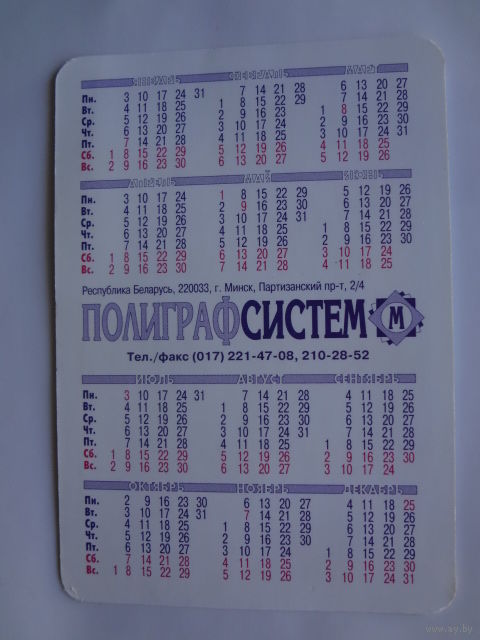 ЯНВАРЬ ФЕВРАЛЬ МАРТ
Пн. 3 10 17 24 31 7 14 21 28 6 13 20 27
Вт. 4 11 18 25 1 8 15 22 29 7 14 21 28
Ср. 5 12 19 26 2 9 16 23 1 8 15 22 29
Чт. 6 13 20 27 3 10 17 24 2 9 16 23 30
Пт. 7 14 21 28 4 11 18 25 3 10 17 24 31
Сб. 1 8 15 22 29 5 12 19 26 4 11 18 25
Вс. 2 9 16 23 30 6 13 20 27 5 12 19 26
АПРЕЛЬ МАЙ ИЮНЬ
Пн. 3 10 17 24 1 8 15 22 29 5 12 19 26
Вт. 4 11 18 25 2 9 16 23 30 6 13 20 27
Ср. 5 12 19 26 3 10 17 24 31 7 14 21 28
Чт. 6 13 20 27 4 11 18 25 1 8 15 22 29
Пт. 7 14 21 28 5 12 19 26 2 9 16 23 30
Сб. 1 8 15 22 29 6 13 20 27 3 10 17 24
Вс. 2 9 16 23 30 7 14 21 28 4 11 18 25
Республика Беларусь, 220033, г. Минск, Партизанский пр-т, 2/4
ПОЛИГРАФСИСТЕМ М
Тел./факс (017) 221-47-08, 210-28-52
ИЮЛЬ АВГУСТ СЕНТЯБРЬ
Пн. 3 10 17 24 31 7 14 21 28 4 11 18 25
Вт. 4 11 18 25 1 8 15 22 29 5 12 19 26
Ср. 5 12 19 26 2 9 16 23 30 6 13 20 27
Чт. 6 13 20 27 3 10 17 24 31 7 14 21 28
Пт. 7 14 21 28 4 11 18 25 1 8 15 22 29
Сб. 1 8 15 22 29 5 12 19 26 2 9 16 23 30
Вс. 2 9 16 23 30 6 13 20 27 3 10 17 24
ОКТЯБРЬ НОЯБРЬ ДЕКАБРЬ
Пн. 2 9 16 23 30 6 13 20 27 4 11 18 25
Вт. 3 10 17 24 31 7 14 21 28 5 12 19 26
Ср. 4 11 18 25 1 8 15 22 29 6 13 20 27
Чт. 5 12 19 26 2 9 16 23 30 7 14 21 28
Пт. 6 13 20 27 3 10 17 24 1 8 15 22 29
Сб. 7 14 21 28 4 11 18 25 2 9 16 23 30
Вс. 1 8 15 22 29 5 12 19 26 3 10 17 24 31
www.ay.by